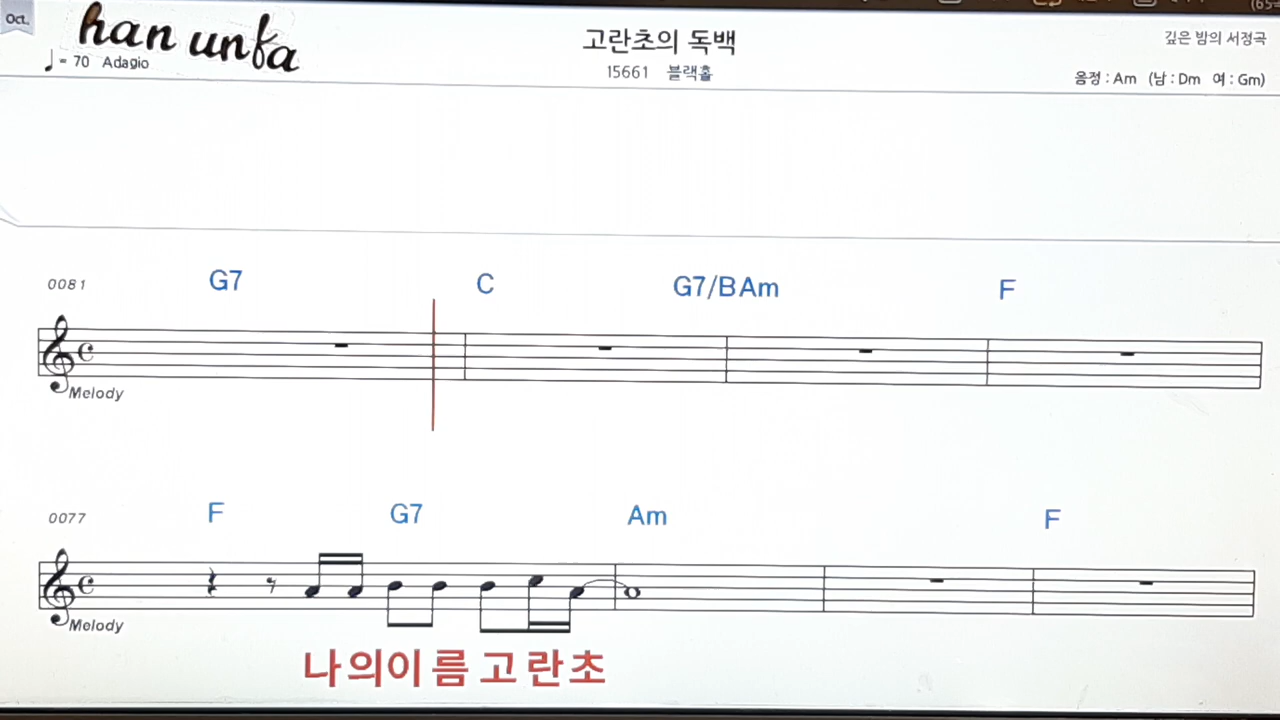 Oct.
han unfa
♩= 70 Adagio
고란초의 독백
15661 블랙홀
깊은 밤의 서정곡
음정 : Am (남 : Dm 여 : Gm)
0081 G7 C G7/B Am F
Melody
0077 F G7 Am F
Melody
나의이름고란초